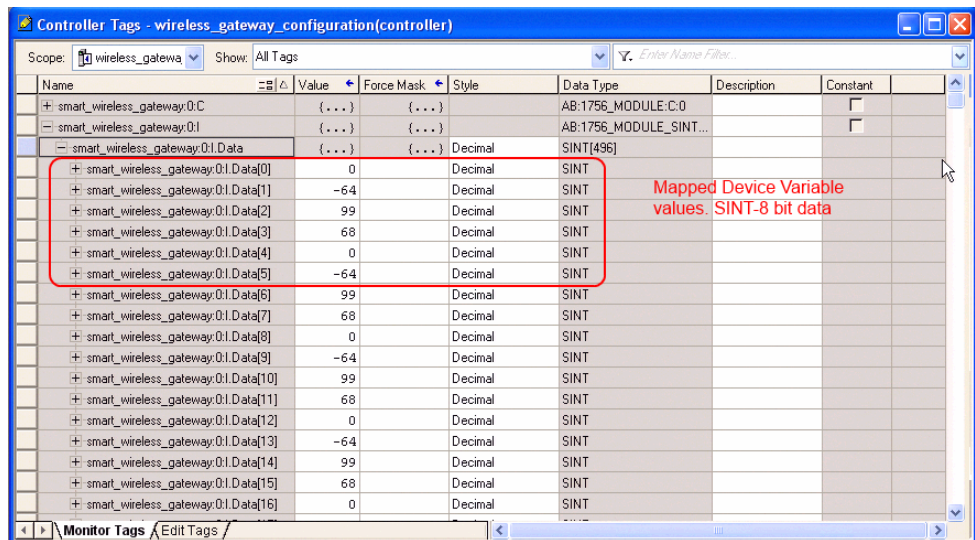 Controller Tags - wireless_gateway_configuration(controller)
Scope: wireless_gatewa Show: All Tags Enter Name Filter...
Name Value Force Mask Style Data Type Description Constant
smart_wireless_gateway:0:C {...} {...} AB:1756_MODULE:C:0
smart_wireless_gateway:0:I {...} {...} AB:1756_MODULE_SINT...
smart_wireless_gateway:0:I.Data {...} {...} Decimal SINT[496]
smart_wireless_gateway:0:I.Data[0] 0 Decimal SINT
smart_wireless_gateway:0:I.Data[1] -64 Decimal SINT
Mapped Device Variable
values. SINT-8 bit data
smart_wireless_gateway:0:I.Data[2] 99 Decimal SINT
smart_wireless_gateway:0:I.Data[3] 68 Decimal SINT
smart_wireless_gateway:0:I.Data[4] 0 Decimal SINT
smart_wireless_gateway:0:I.Data[5] -64 Decimal SINT
smart_wireless_gateway:0:I.Data[6] 99 Decimal SINT
smart_wireless_gateway:0:I.Data[7] 68 Decimal SINT
smart_wireless_gateway:0:I.Data[8] 0 Decimal SINT
smart_wireless_gateway:0:I.Data[9] -64 Decimal SINT
smart_wireless_gateway:0:I.Data[10] 99 Decimal SINT
smart_wireless_gateway:0:I.Data[11] 68 Decimal SINT
smart_wireless_gateway:0:I.Data[12] 0 Decimal SINT
smart_wireless_gateway:0:I.Data[13] -64 Decimal SINT
smart_wireless_gateway:0:I.Data[14] 99 Decimal SINT
smart_wireless_gateway:0:I.Data[15] 68 Decimal SINT
smart_wireless_gateway:0:I.Data[16] 0 Decimal SINT
Monitor Tags Edit Tags